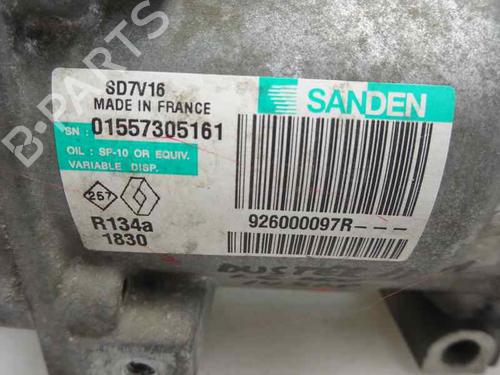 SD7V16
MADE IN FRANCE
SANDEN
SN : 01557305161
OIL : SP-10 OR EQUIV.
VARIABLE DISP.
257
R134a
1830
926000097R---
DUSTER
B-PARTS